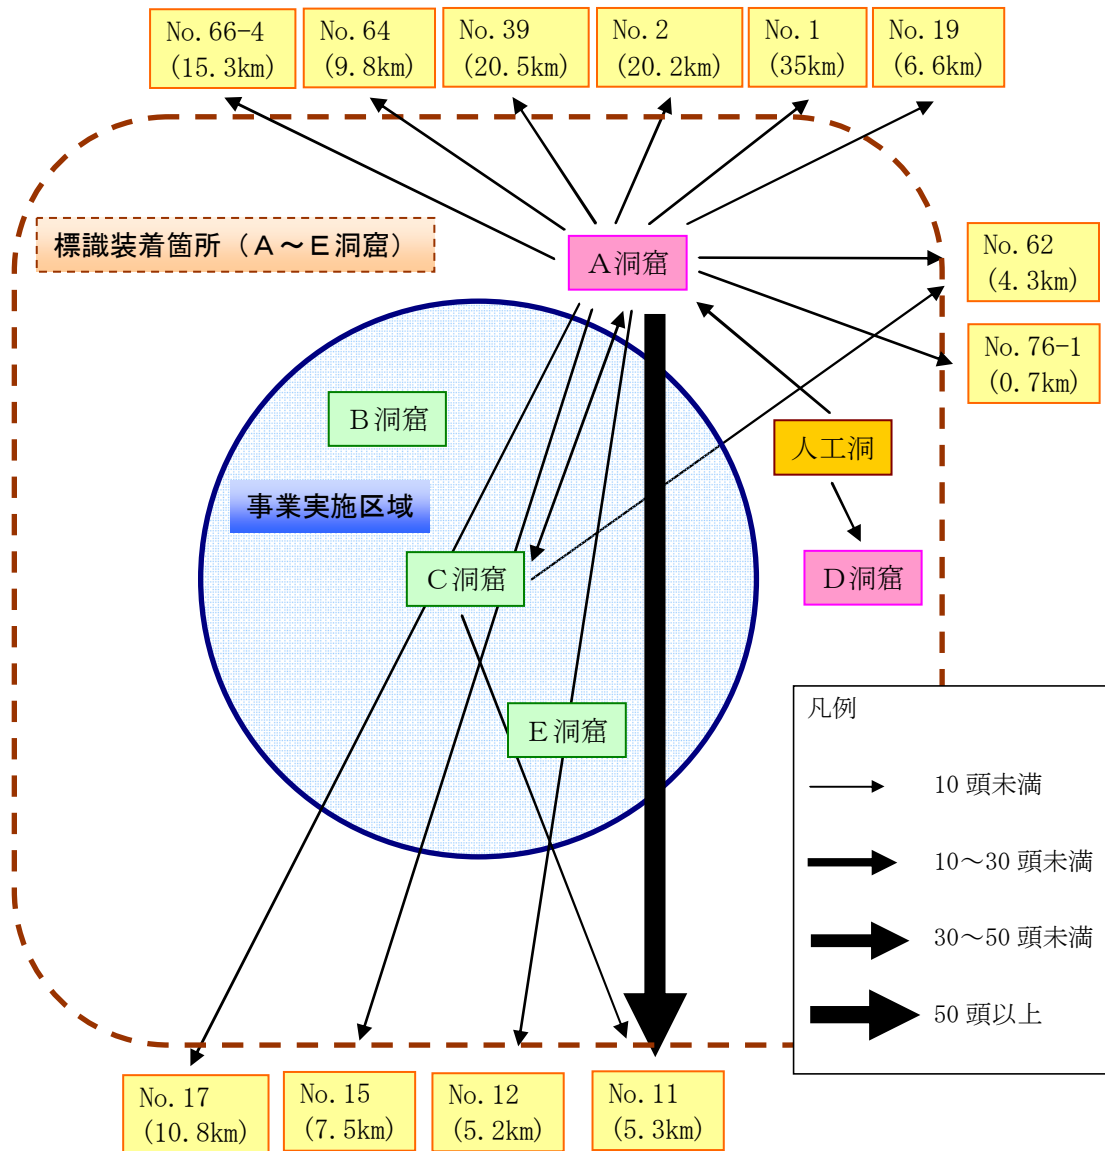 No.66-4
(15.3km)
No.64
(9.8km)
No.39
(20.5km)
No.2
(20.2km)
No.1
(35km)
No.19
(6.6km)
標識装着箇所（A～E洞窟）
A洞窟
No.62
(4.3km)
No.76-1
(0.7km)
B洞窟
人工洞
事業実施区域
C洞窟
D洞窟
E洞窟
凡例
10頭未満
10～30頭未満
30～50頭未満
50頭以上
No.17
(10.8km)
No.15
(7.5km)
No.12
(5.2km)
No.11
(5.3km)